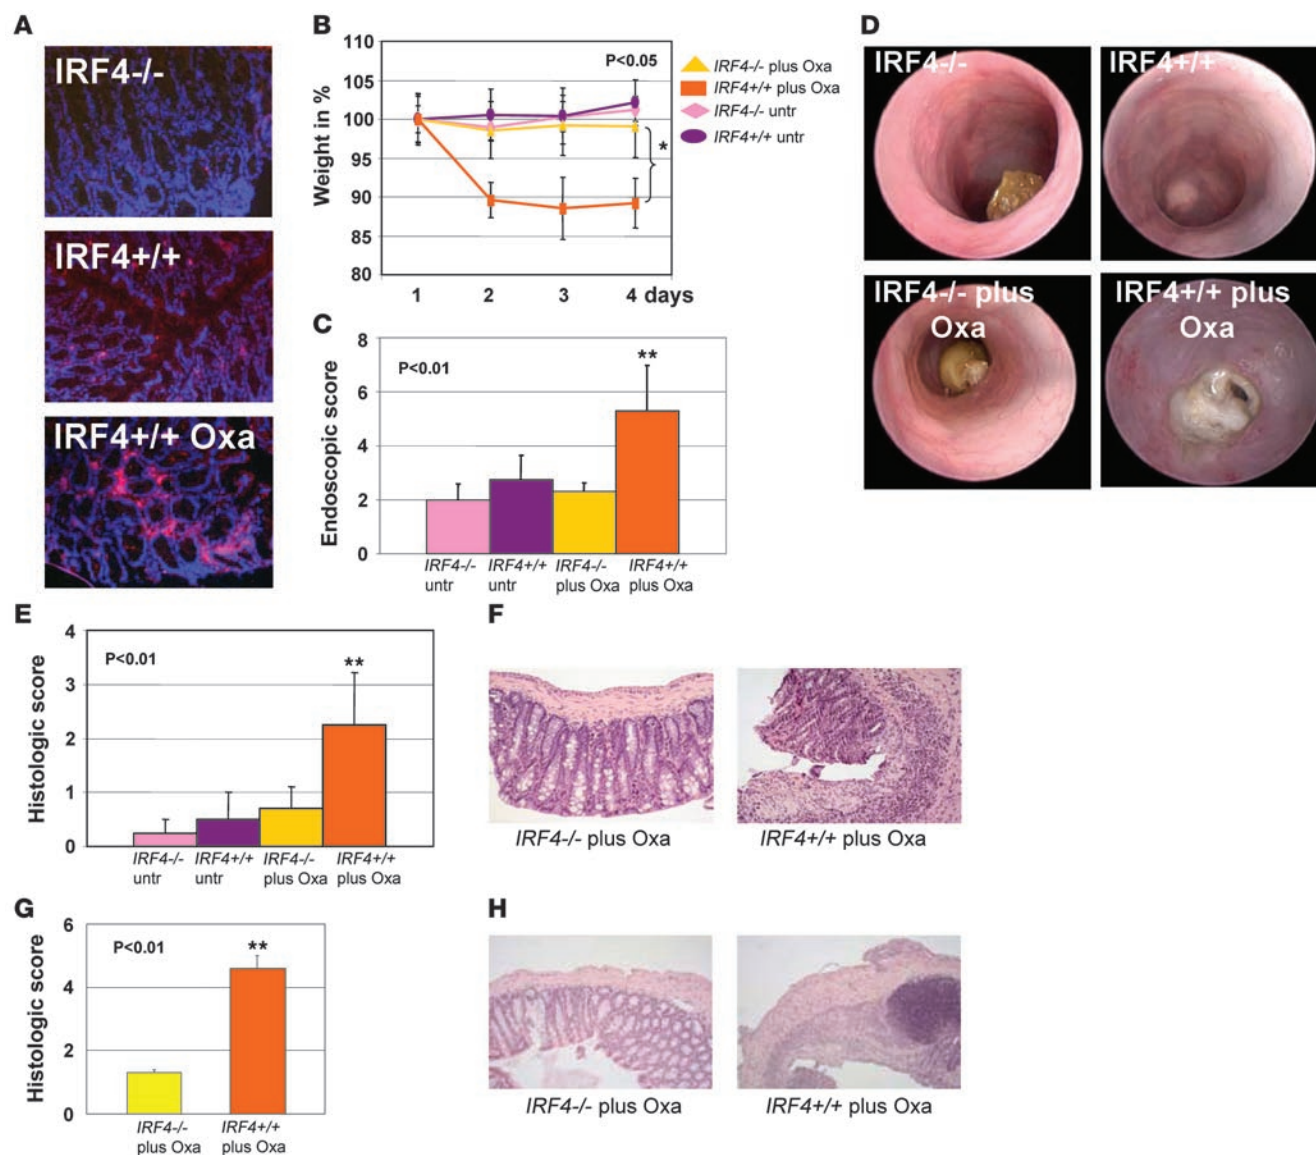 A
IRF4-/-
IRF4+/+
IRF4+/+ Oxa
B
110
105
100
95
90
85
80
Weight in %
P<0.05
*
1 2 3 4 days
IRF4-/- plus Oxa
IRF4+/+ plus Oxa
IRF4-/- untr
IRF4+/+ untr
C
8
6
4
2
0
Endoscopic score
P<0.01
**
IRF4-/-
untr
IRF4+/+
untr
IRF4-/-
plus Oxa
IRF4+/+
plus Oxa
D
IRF4-/-
IRF4+/+
IRF4-/- plus
Oxa
IRF4+/+ plus
Oxa
E
4
3
2
1
0
Histologic score
P<0.01
**
IRF4-/-
untr
IRF4+/+
untr
IRF4-/-
plus Oxa
IRF4+/+
plus Oxa
F
IRF4-/- plus Oxa
IRF4+/+ plus Oxa
G
6
4
2
0
Histologic score
P<0.01
**
IRF4-/-
plus Oxa
IRF4+/+
plus Oxa
H
IRF4-/- plus Oxa
IRF4+/+ plus Oxa